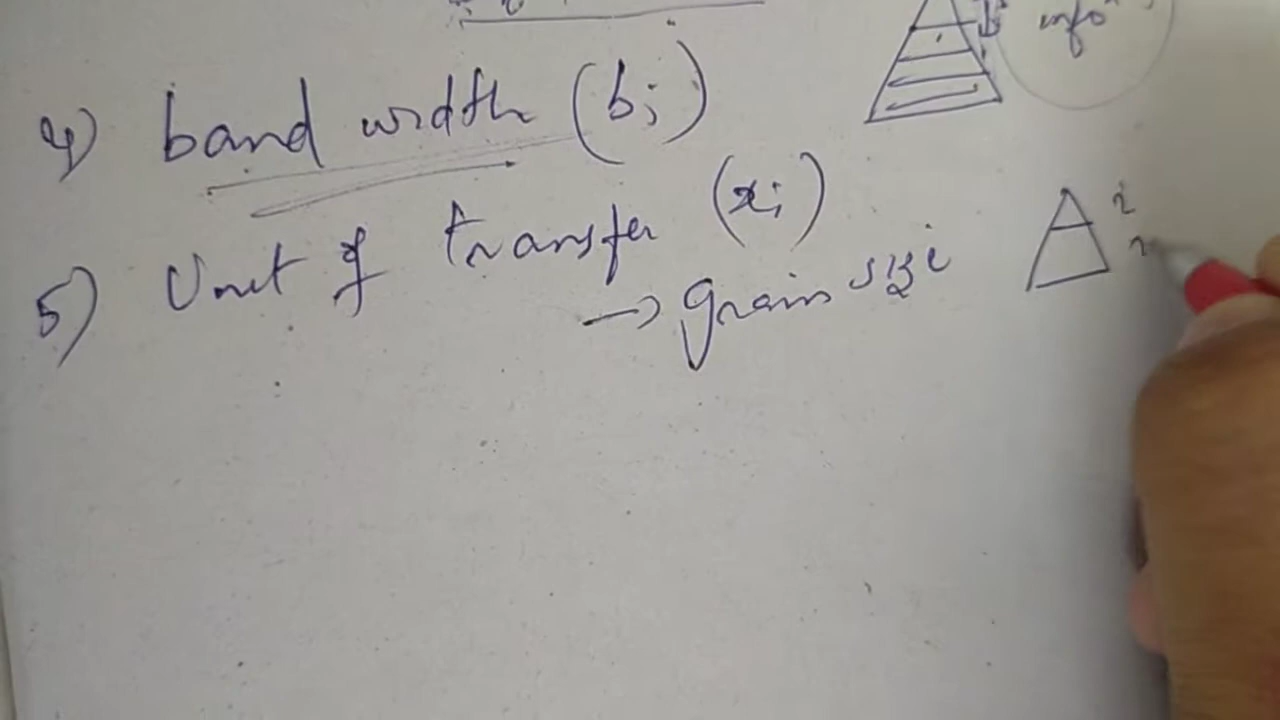 info
4) band width (bi)
5) Unit of transfer (xi)
→ grain size
i